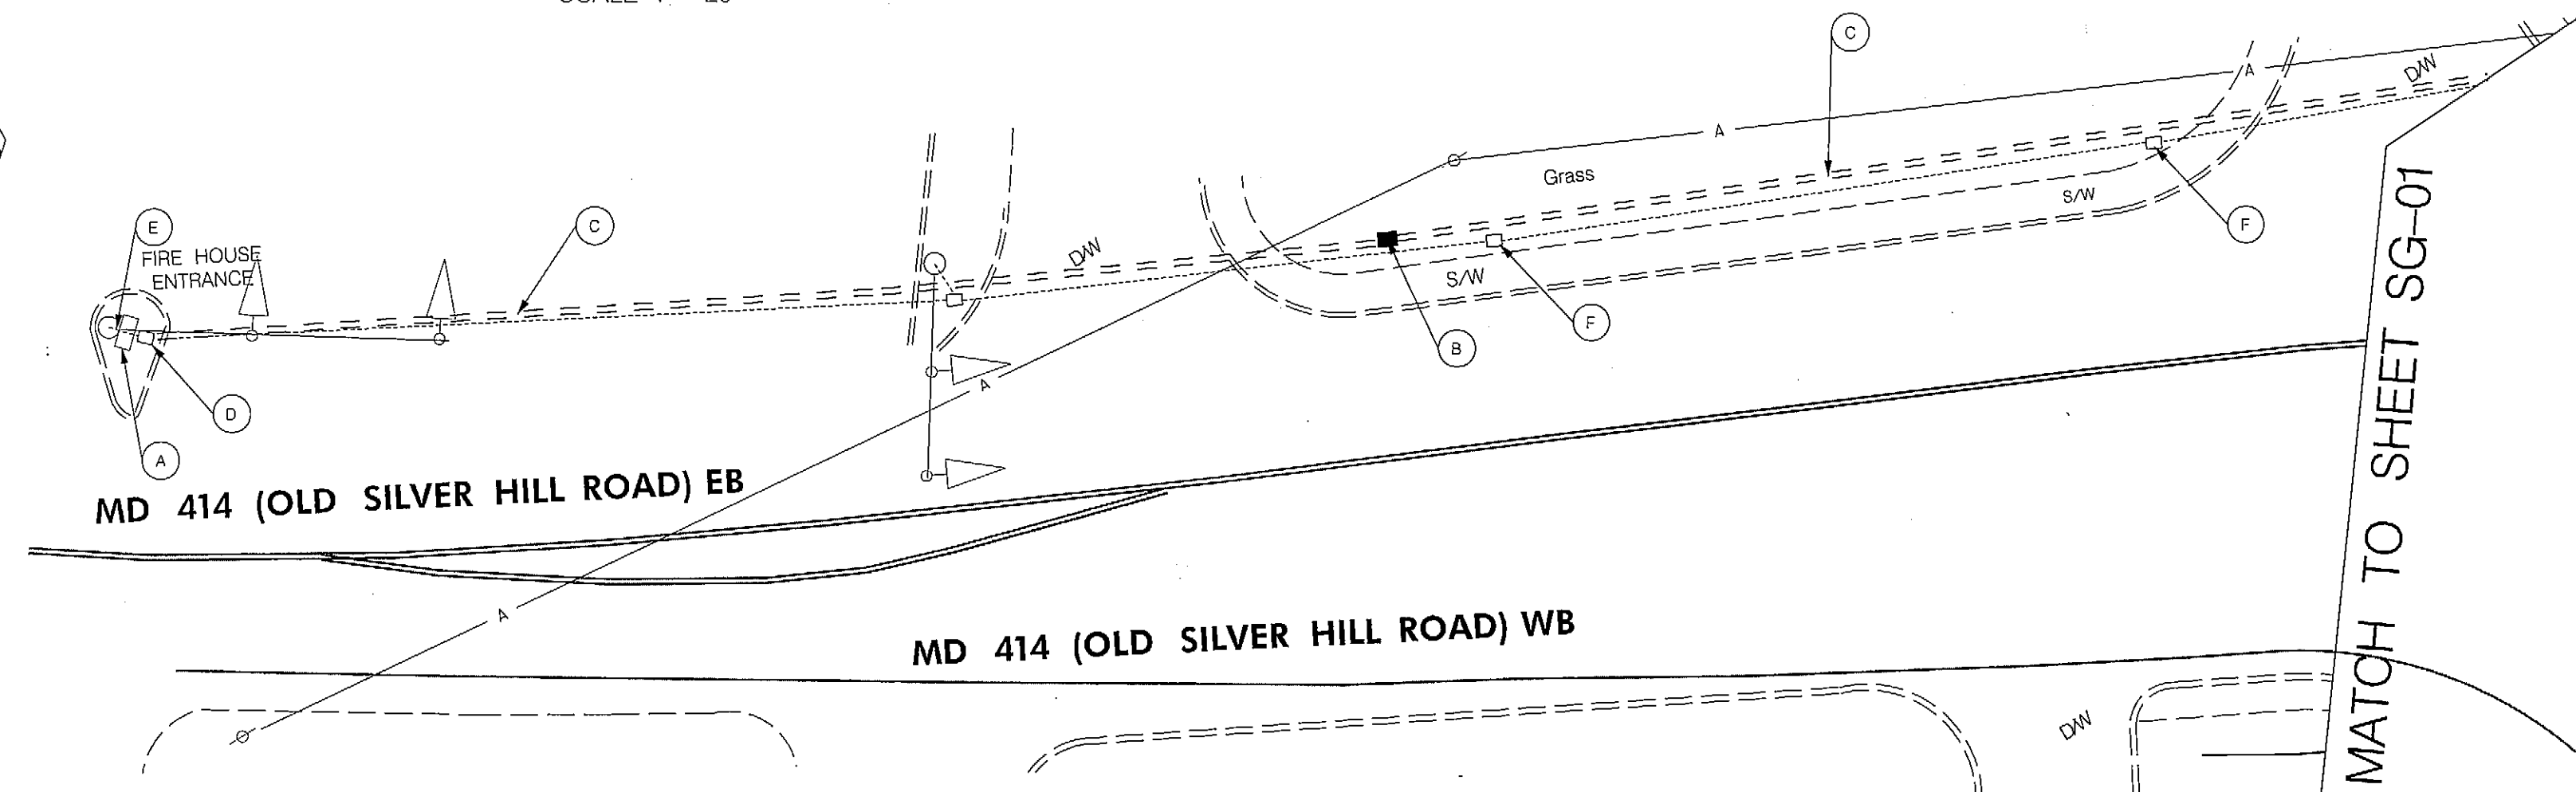 C
A
D/W
A
Grass
S/W
F
E
FIRE HOUSE
ENTRANCE
C
D/W
S/W
F
B
A
D
A
MD 414 (OLD SILVER HILL ROAD) EB
A
MD 414 (OLD SILVER HILL ROAD) WB
D/W
MATCH TO SHEET SG-01